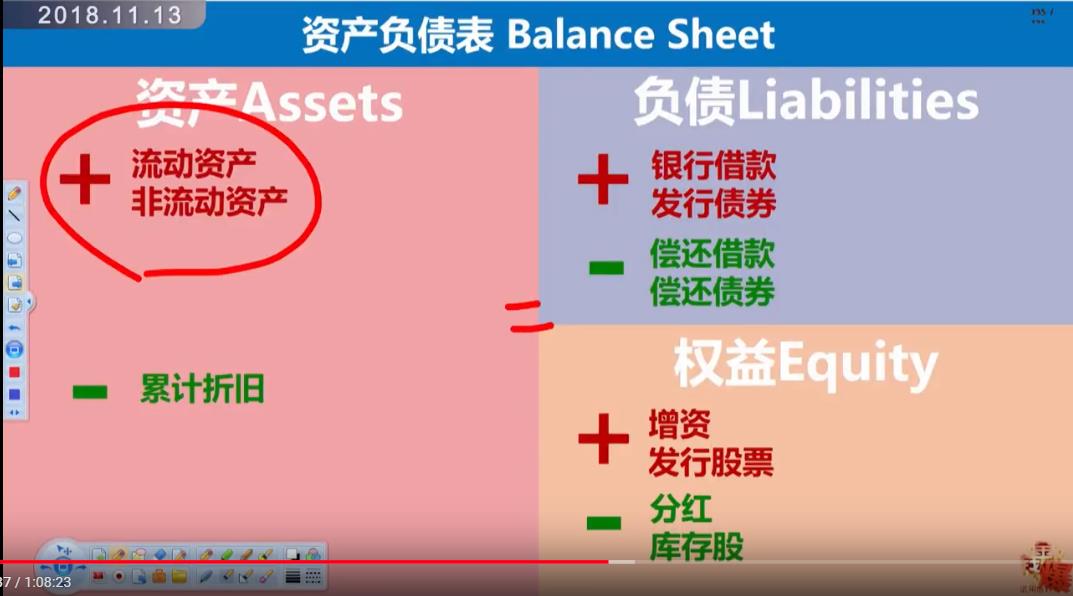 2018.11.13
资产负债表 Balance Sheet
资产Assets
+ 流动资产
非流动资产
- 累计折旧
=
负债Liabilities
+ 银行借款
发行债券
- 偿还借款
偿还债券
权益Equity
+ 增资
发行股票
- 分红
库存股
37 / 1:08:23